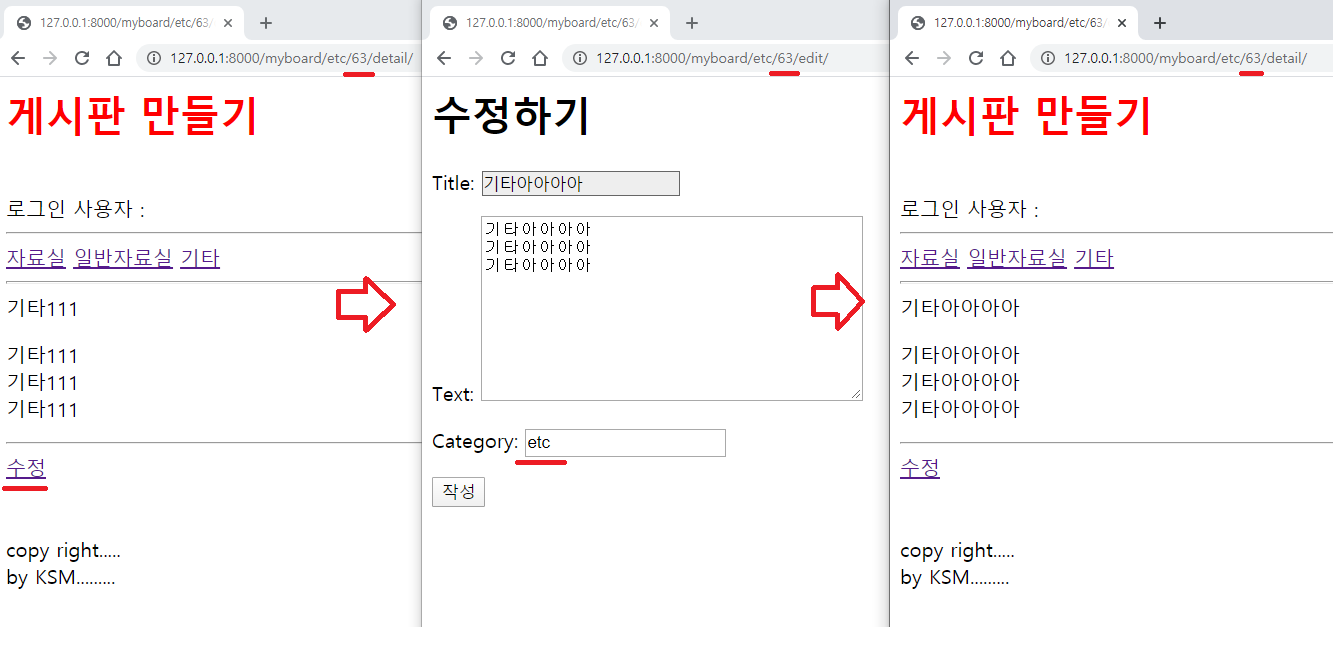 127.0.0.1:8000/myboard/etc/63/
127.0.0.1:8000/myboard/etc/63/detail/
게시판 만들기
로그인 사용자 :
자료실 일반자료실 기타
기타111
기타111
기타111
기타111
수정
copy right.....
by KSM.........
127.0.0.1:8000/myboard/etc/63/
127.0.0.1:8000/myboard/etc/63/edit/
수정하기
Title: 기타아아아아
기타아아아아
기타아아아아
기타아아아아
Text:
Category: etc
작성
127.0.0.1:8000/myboard/etc/63/
127.0.0.1:8000/myboard/etc/63/detail/
게시판 만들기
로그인 사용자 :
자료실 일반자료실 기타
기타아아아아
기타아아아아
기타아아아아
기타아아아아
수정
copy right.....
by KSM.........